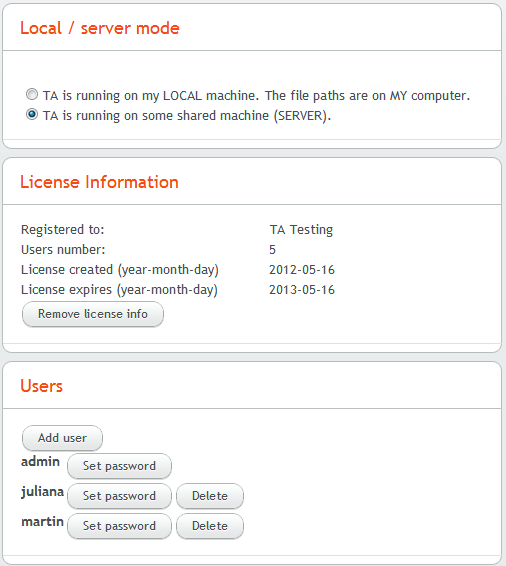 Local / server mode
TA is running on my LOCAL machine. The file paths are on MY computer.
TA is running on some shared machine (SERVER).
License Information
Registered to: TA Testing
Users number: 5
License created (year-month-day) 2012-05-16
License expires (year-month-day) 2013-05-16
Remove license info
Users
Add user
admin Set password
juliana Set password Delete
martin Set password Delete